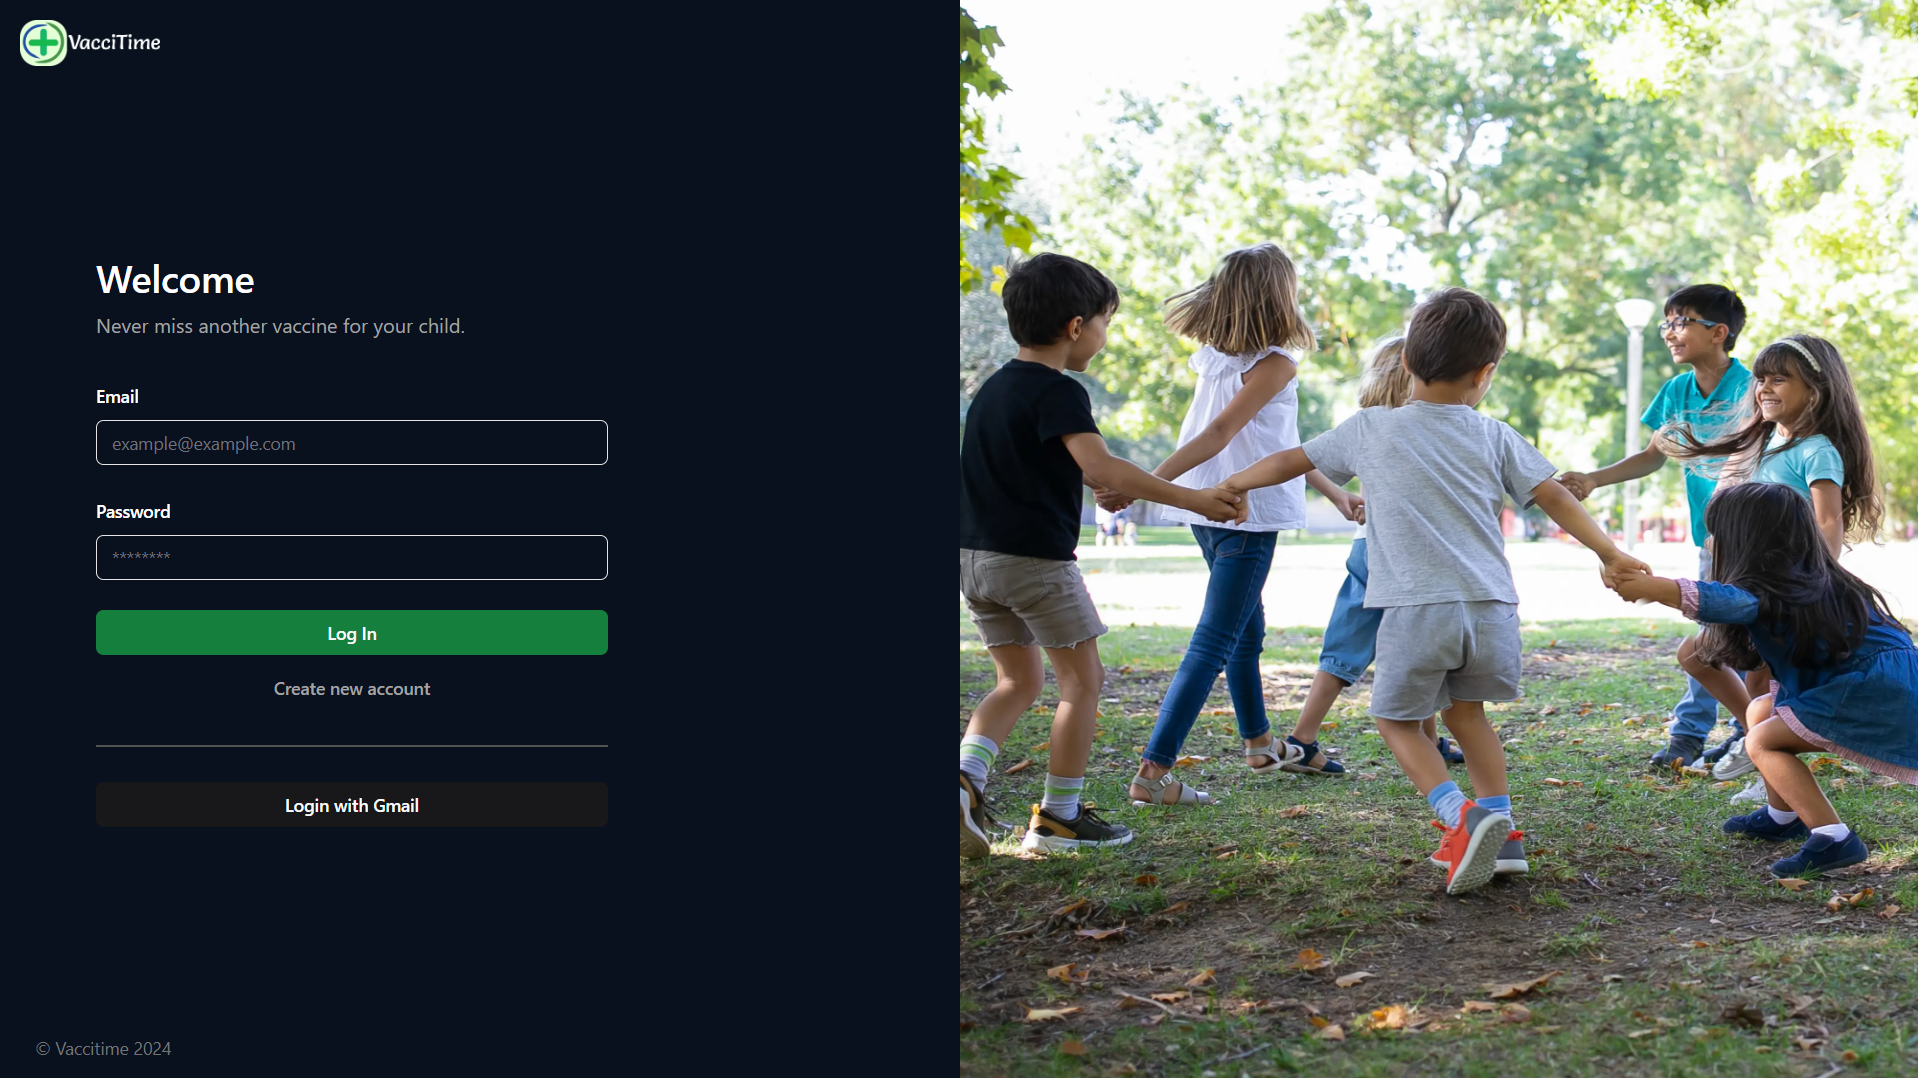 VacciTime
Welcome
Never miss another vaccine for your child.
Email
example@example.com
Password
********
Log In
Create new account
Login with Gmail
© Vaccitime 2024